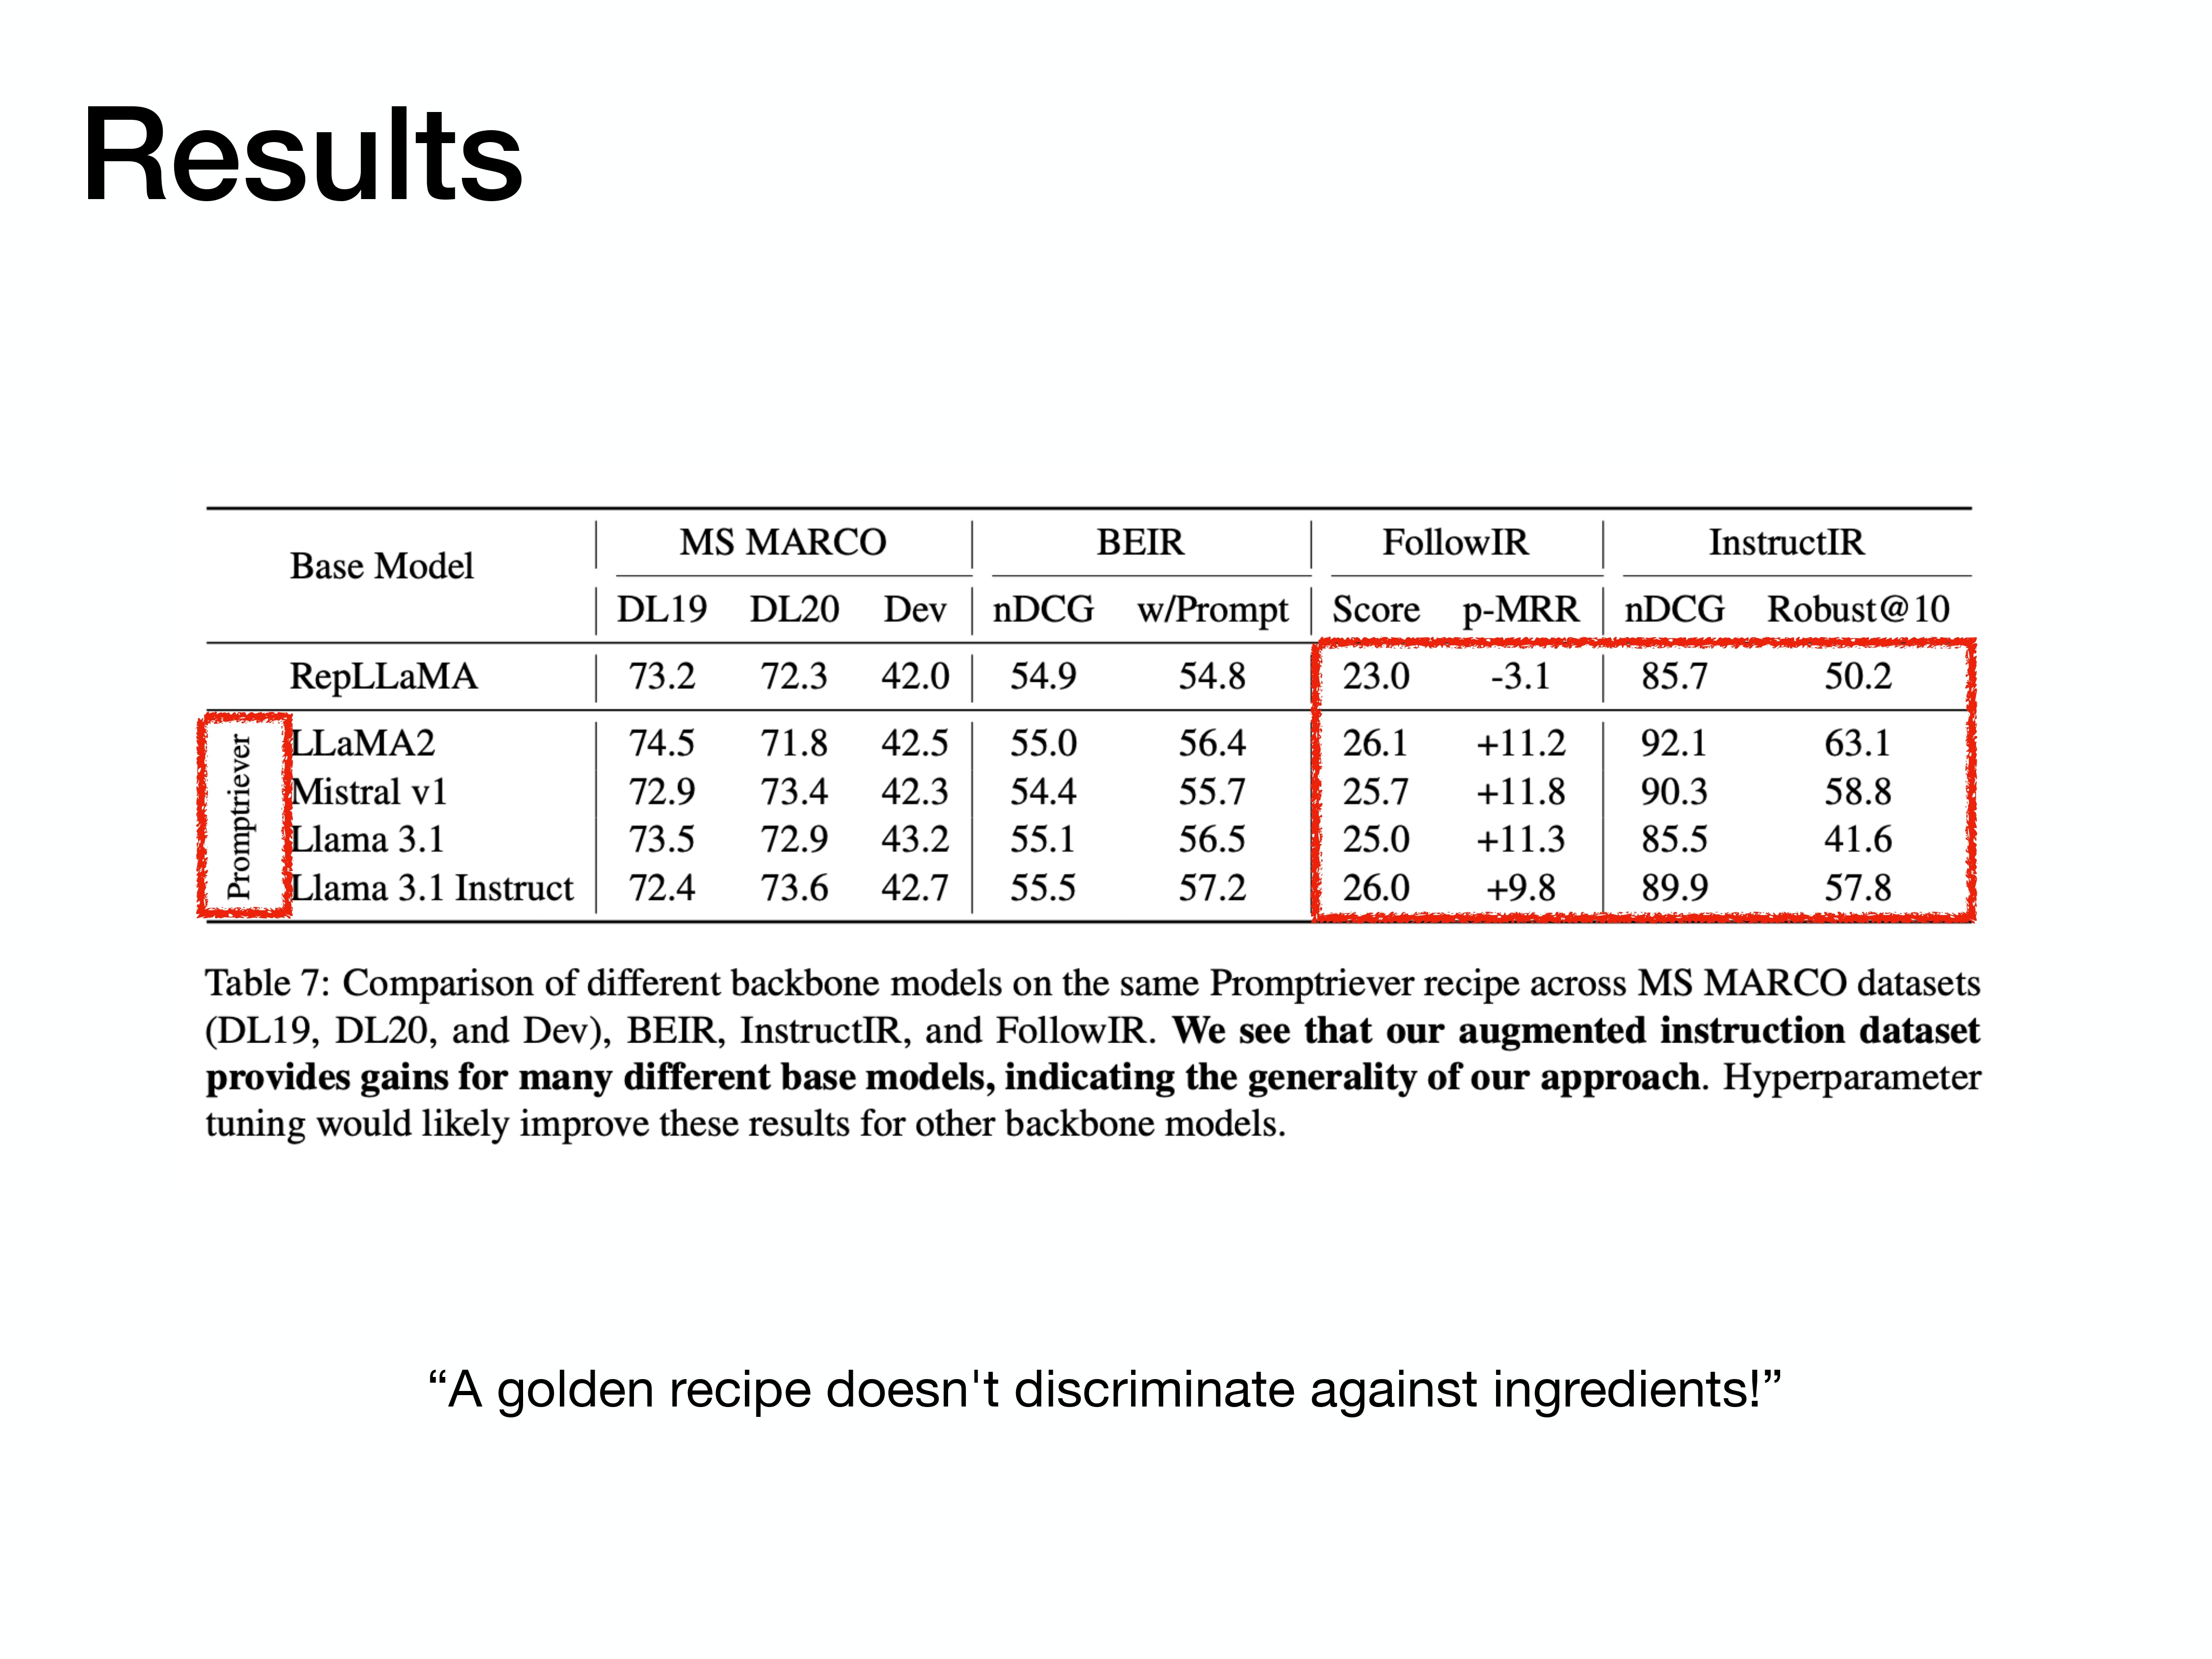 Results
Base Model MS MARCO BEIR FollowIR InstructIR
DL19 DL20 Dev nDCG w/Prompt Score p-MRR nDCG Robust@10
RepLLaMA 73.2 72.3 42.0 54.9 54.8 23.0 -3.1 85.7 50.2
Promptriever
LLaMA2 74.5 71.8 42.5 55.0 56.4 26.1 +11.2 92.1 63.1
Mistral v1 72.9 73.4 42.3 54.4 55.7 25.7 +11.8 90.3 58.8
Llama 3.1 73.5 72.9 43.2 55.1 56.5 25.0 +11.3 85.5 41.6
Llama 3.1 Instruct 72.4 73.6 42.7 55.5 57.2 26.0 +9.8 89.9 57.8
Table 7: Comparison of different backbone models on the same Promptriever recipe across MS MARCO datasets
(DL19, DL20, and Dev), BEIR, InstructIR, and FollowIR. We see that our augmented instruction dataset
provides gains for many different base models, indicating the generality of our approach. Hyperparameter
tuning would likely improve these results for other backbone models.
“A golden recipe doesn't discriminate against ingredients!”